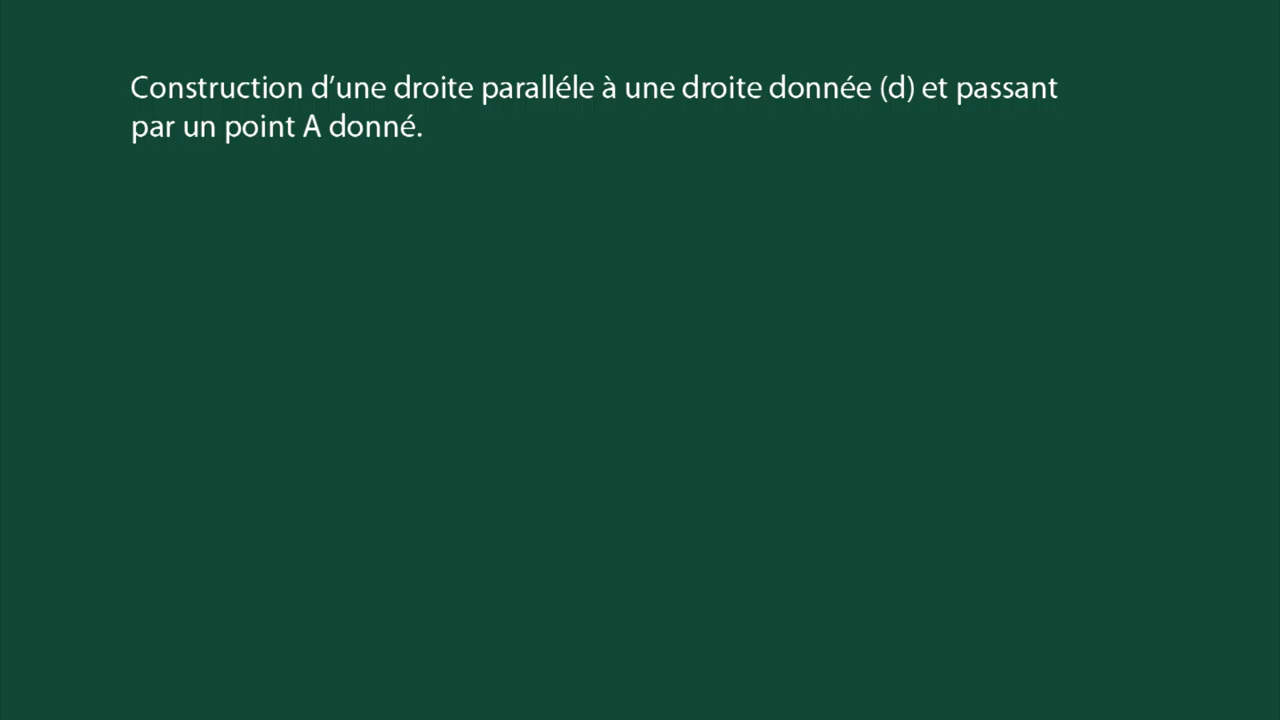 Construction d’une droite paralléle à une droite donnée (d) et passant
par un point A donné.